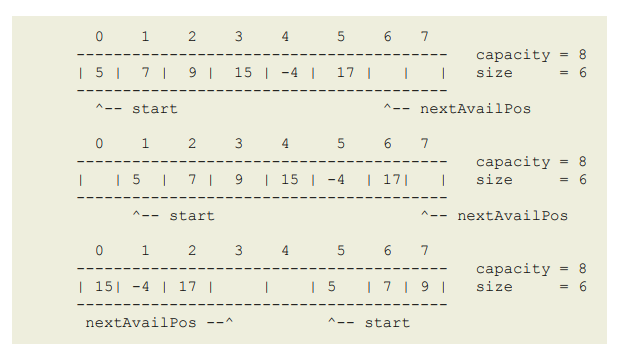 0 1 2 3 4 5 6 7
----------------------------------------
capacity = 8
| 5 | 7 | 9 | 15 | -4 | 17 | | |
size = 6
----------------------------------------
^-- start ^-- nextAvailPos
0 1 2 3 4 5 6 7
----------------------------------------
capacity = 8
| | 5 | 7 | 9 | 15 | -4 | 17| |
size = 6
----------------------------------------
^-- start ^-- nextAvailPos
0 1 2 3 4 5 6 7
----------------------------------------
capacity = 8
| 15| -4 | 17 | | | 5 | 7 | 9 |
size = 6
----------------------------------------
nextAvailPos --^ ^-- start